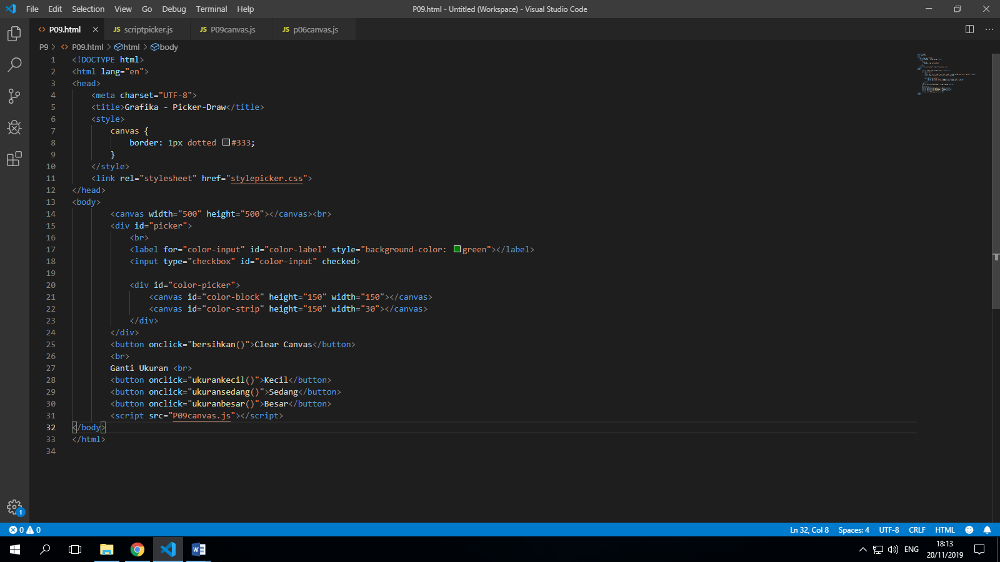 File Edit Selection View Go Debug Terminal Help P09.html - Untitled (Workspace) - Visual Studio Code
<> P09.html × JS scriptpicker.js JS P09canvas.js JS p06canvas.js ...
P9 > <> P09.html > html > body
1 <!DOCTYPE html>
2 <html lang="en">
3 <head>
4 <meta charset="UTF-8">
5 <title>Grafika - Picker-Draw</title>
6 <style>
7 canvas {
8 border: 1px dotted #333;
9 }
10 </style>
11 <link rel="stylesheet" href="stylepicker.css">
12 </head>
13 <body>
14 <canvas width="500" height="500"></canvas><br>
15 <div id="picker">
16 <br>
17 <label for="color-input" id="color-label" style="background-color: green"></label>
18 <input type="checkbox" id="color-input" checked>
19
20 <div id="color-picker">
21 <canvas id="color-block" height="150" width="150"></canvas>
22 <canvas id="color-strip" height="150" width="30"></canvas>
23 </div>
24 </div>
25 <button onclick="bersihkan()">Clear Canvas</button>
26 <br>
27 Ganti Ukuran <br>
28 <button onclick="ukurankecil()">Kecil</button>
29 <button onclick="ukuransedang()">Sedang</button>
30 <button onclick="ukuranbesar()">Besar</button>
31 <script src="P09canvas.js"></script>
32 </body>
33 </html>
34
1
0 0 Ln 32, Col 8 Spaces: 4 UTF-8 CRLF HTML
W ENG 18:13
20/11/2019